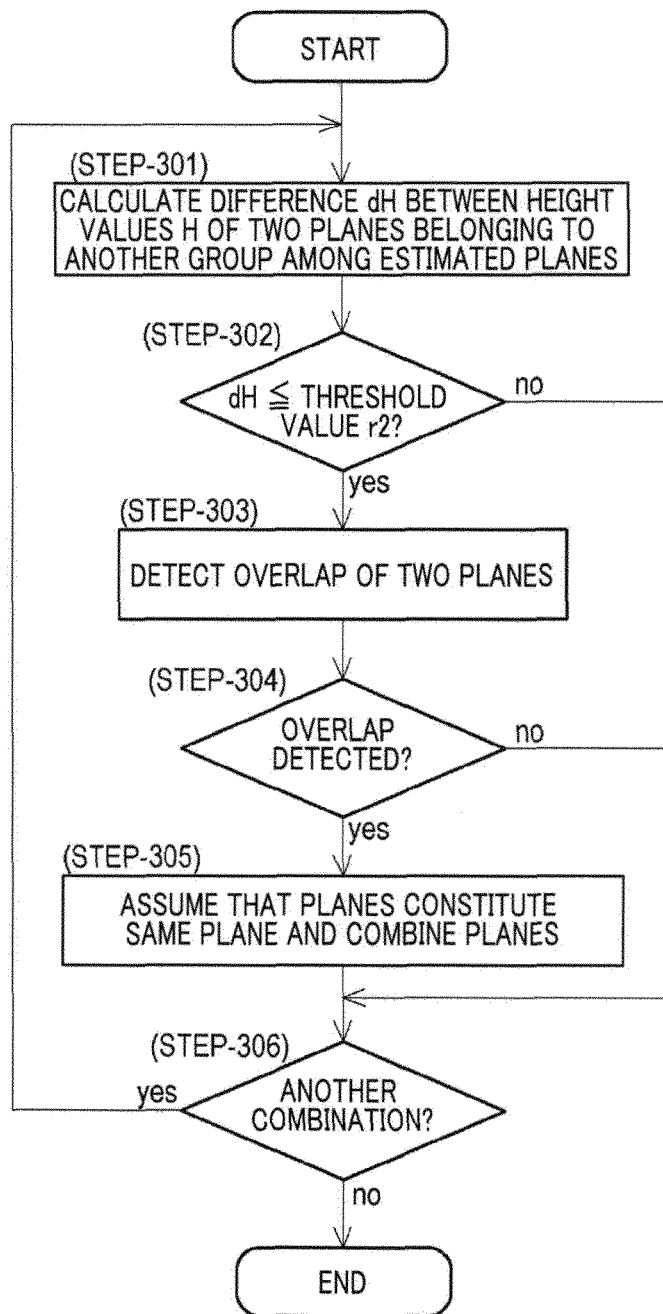 START
(STEP-301)
CALCULATE DIFFERENCE dH BETWEEN HEIGHT
VALUES H OF TWO PLANES BELONGING TO
ANOTHER GROUP AMONG ESTIMATED PLANES
(STEP-302)
dH ≦ THRESHOLD
VALUE r2?
no
yes
(STEP-303)
DETECT OVERLAP OF TWO PLANES
(STEP-304)
OVERLAP
DETECTED?
no
yes
(STEP-305)
ASSUME THAT PLANES CONSTITUTE
SAME PLANE AND COMBINE PLANES
(STEP-306)
yes
ANOTHER
COMBINATION?
no
END